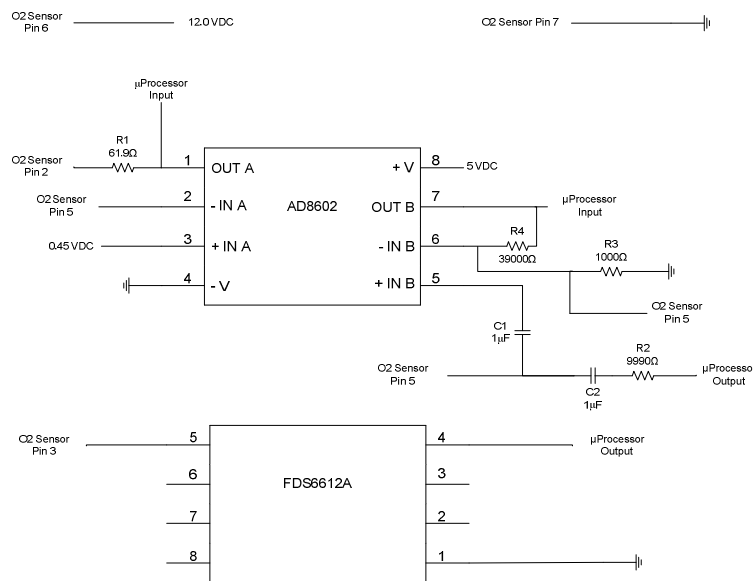 O2 Sensor
Pin 6
12.0 VDC
O2 Sensor Pin 7
µProcessor
Input
R1
61.9Ω
O2 Sensor
Pin 2
1
OUT A
+ V
8
5 VDC
O2 Sensor
Pin 5
2
- IN A
AD8602
OUT B
7
µProcessor
Input
R4
39000Ω
0.45 VDC
3
+ IN A
- IN B
6
R3
1000Ω
4
- V
+ IN B
5
O2 Sensor
Pin 5
C1
1µF
O2 Sensor
Pin 5
C2
1µF
R2
9990Ω
µProcessor
Output
O2 Sensor
Pin 3
5
4
µProcessor
Output
6
FDS6612A
3
7
2
8
1